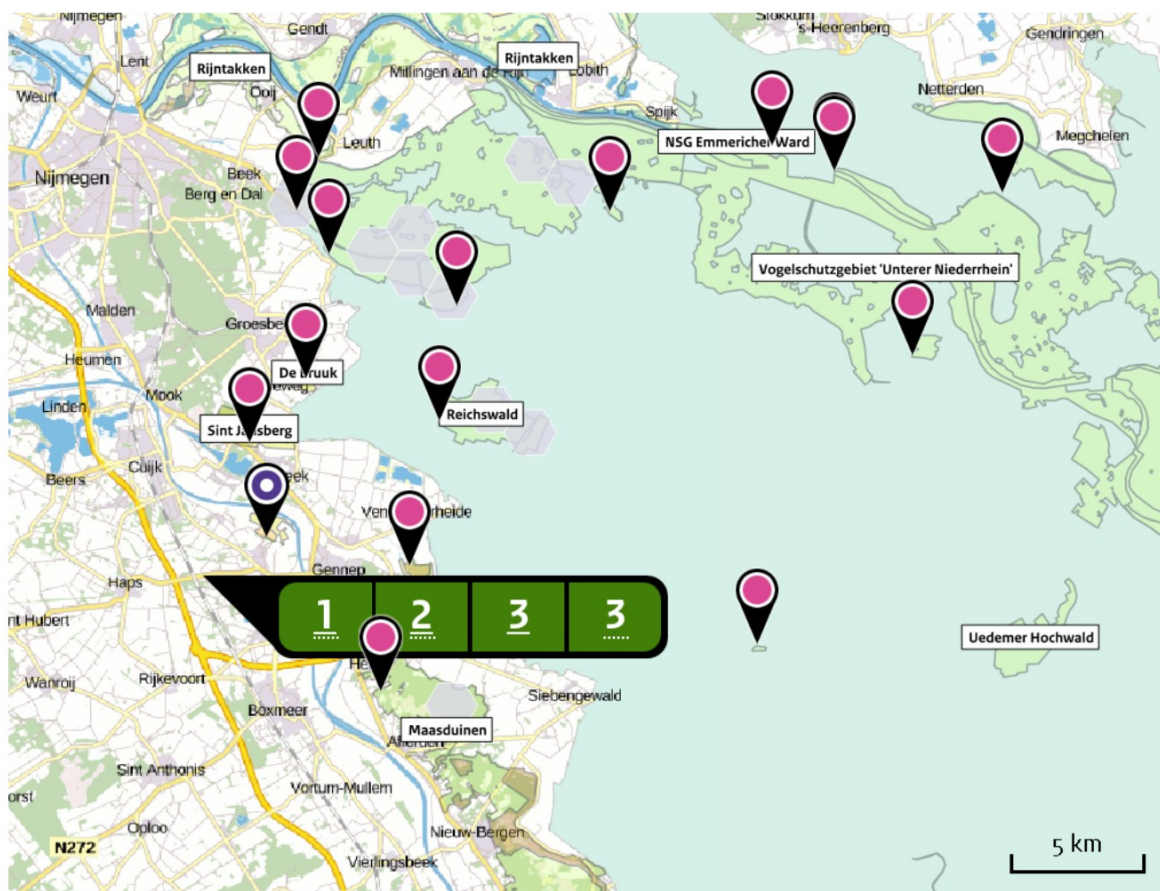 Nijmegen
Gendt
Stokkum
's-Heerenberg
Gendringen
Lent
Rijntakken
Rijntakken
Millingen aan de Rijn
Lobith
Weurt
Ooij
Netterden
Spijk
Leuth
NSG Emmericher Ward
Megchelen
Beek
Nijmegen
Berg en Dal
Vogelschutzgebiet 'Unterer Niederrhein'
Malden
Heumen
De Bruuk
Mook
Linden
Reichswald
Sint Jansberg
Cuijk
Beers
Gennep
Haps
1 2 3 3
Uedemer Hochwald
Wanroij
Rijkevoort
Siebengewald
Boxmeer
Maasduinen
Sint Anthonis
Vortum-Mullem
Oploo
Nieuw-Bergen
5 km
N272
Vierlingsbeek